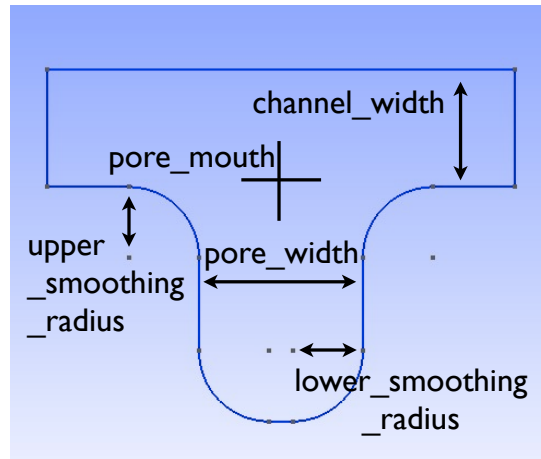 channel_width
pore_mouth
upper
_smoothing
_radius
pore_width
lower_smoothing
_radius